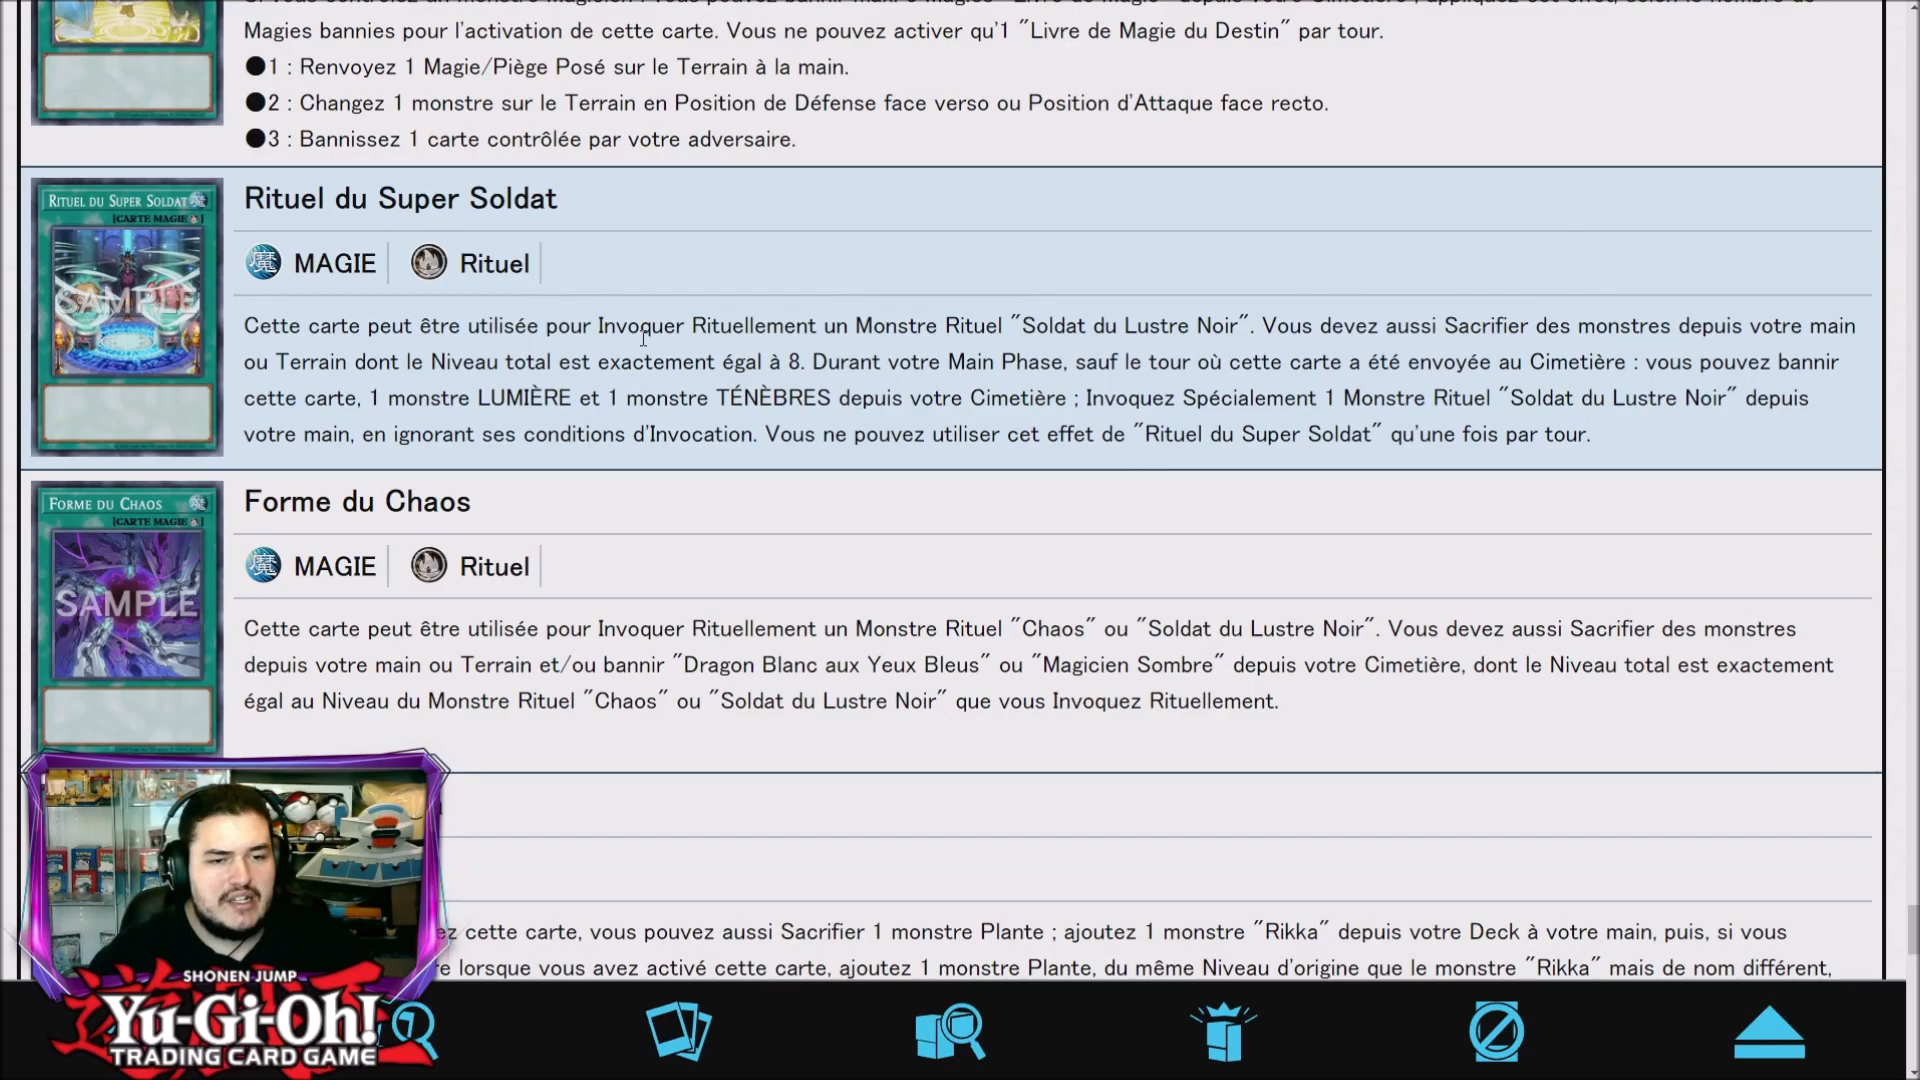 Magies bannies pour l'activation de cette carte. Vous ne pouvez activer qu'1 "Livre de Magie du Destin" par tour.
●1 : Renvoyez 1 Magie/Piège Posé sur le Terrain à la main.
●2 : Changez 1 monstre sur le Terrain en Position de Défense face verso ou Position d'Attaque face recto.
●3 : Bannissez 1 carte contrôlée par votre adversaire.
RITUEL DU SUPER SOLDAT
[CARTE MAGIE]
SAMPLE
Rituel du Super Soldat
魔 MAGIE Rituel
Cette carte peut être utilisée pour Invoquer Rituellement un Monstre Rituel "Soldat du Lustre Noir". Vous devez aussi Sacrifier des monstres depuis votre main
ou Terrain dont le Niveau total est exactement égal à 8. Durant votre Main Phase, sauf le tour où cette carte a été envoyée au Cimetière : vous pouvez bannir
cette carte, 1 monstre LUMIÈRE et 1 monstre TÉNÈBRES depuis votre Cimetière ; Invoquez Spécialement 1 Monstre Rituel "Soldat du Lustre Noir" depuis
votre main, en ignorant ses conditions d'Invocation. Vous ne pouvez utiliser cet effet de "Rituel du Super Soldat" qu'une fois par tour.
FORME DU CHAOS
[CARTE MAGIE]
SAMPLE
Forme du Chaos
魔 MAGIE Rituel
Cette carte peut être utilisée pour Invoquer Rituellement un Monstre Rituel "Chaos" ou "Soldat du Lustre Noir". Vous devez aussi Sacrifier des monstres
depuis votre main ou Terrain et/ou bannir "Dragon Blanc aux Yeux Bleus" ou "Magicien Sombre" depuis votre Cimetière, dont le Niveau total est exactement
égal au Niveau du Monstre Rituel "Chaos" ou "Soldat du Lustre Noir" que vous Invoquez Rituellement.
cette carte, vous pouvez aussi Sacrifier 1 monstre Plante ; ajoutez 1 monstre "Rikka" depuis votre Deck à votre main, puis, si vous
lorsque vous avez activé cette carte, ajoutez 1 monstre Plante, du même Niveau d'origine que le monstre "Rikka" mais de nom différent,
SHONEN JUMP
Yu-Gi-Oh!
TRADING CARD GAME